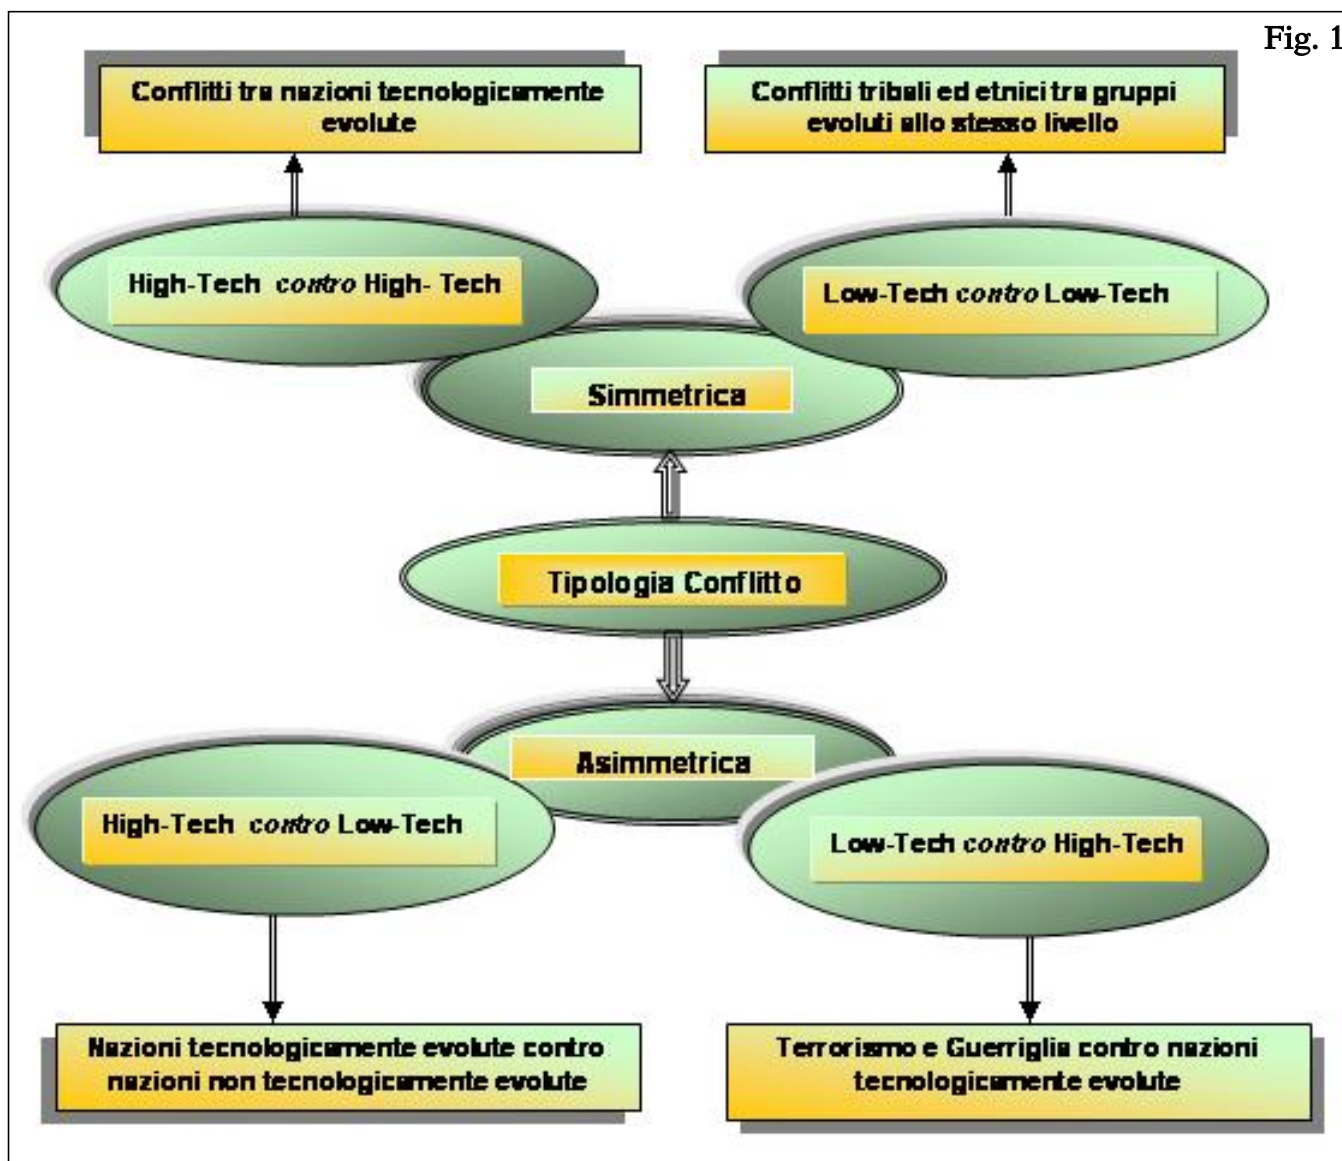 Fig. 1
Conflitti tra nazioni tecnologicamente
evolute
Conflitti tribali ed etnici tra gruppi
evoluti allo stesso livello
High-Tech contro High- Tech
Low-Tech contro Low-Tech
Simmetrica
Tipologia Conflitto
Asimmetrica
High-Tech contro Low-Tech
Low-Tech contro High-Tech
Nazioni tecnologicamente evolute contro
nazioni non tecnologicamente evolute
Terrorismo e Guerriglia contro nazioni
tecnologicamente evolute